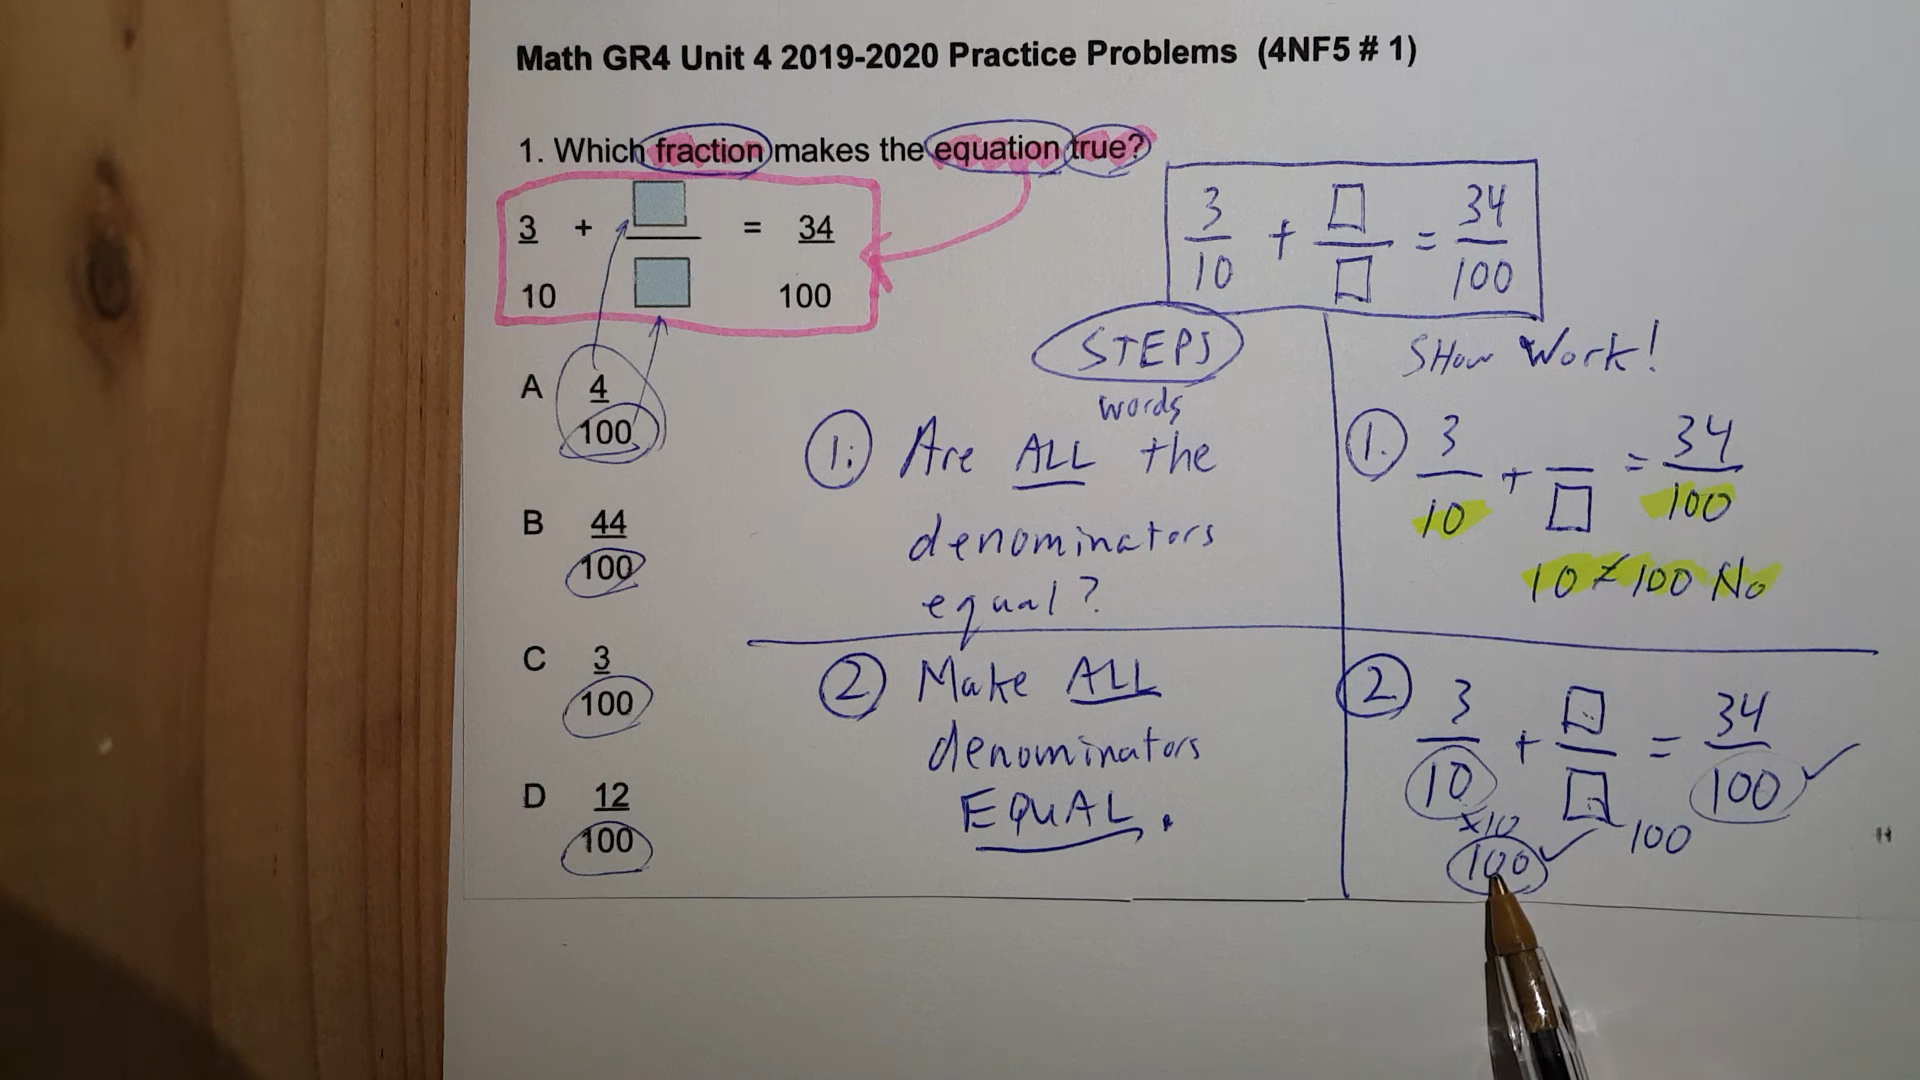 Math GR4 Unit 4 2019-2020 Practice Problems (4NF5 # 1)
1. Which fraction makes the equation true?
3 + = 34
10 100
3/10 + □/□ = 34/100
STEPS
words
SHow Work!
A 4
100
B 44
100
C 3
100
D 12
100
1. Are ALL the
denominators
equal?
1. 3/10 + /□ = 34/100
10 ≠ 100 No
2 Make ALL
denominators
EQUAL.
2 3/10 + □/□ = 34/100
x10
100
100